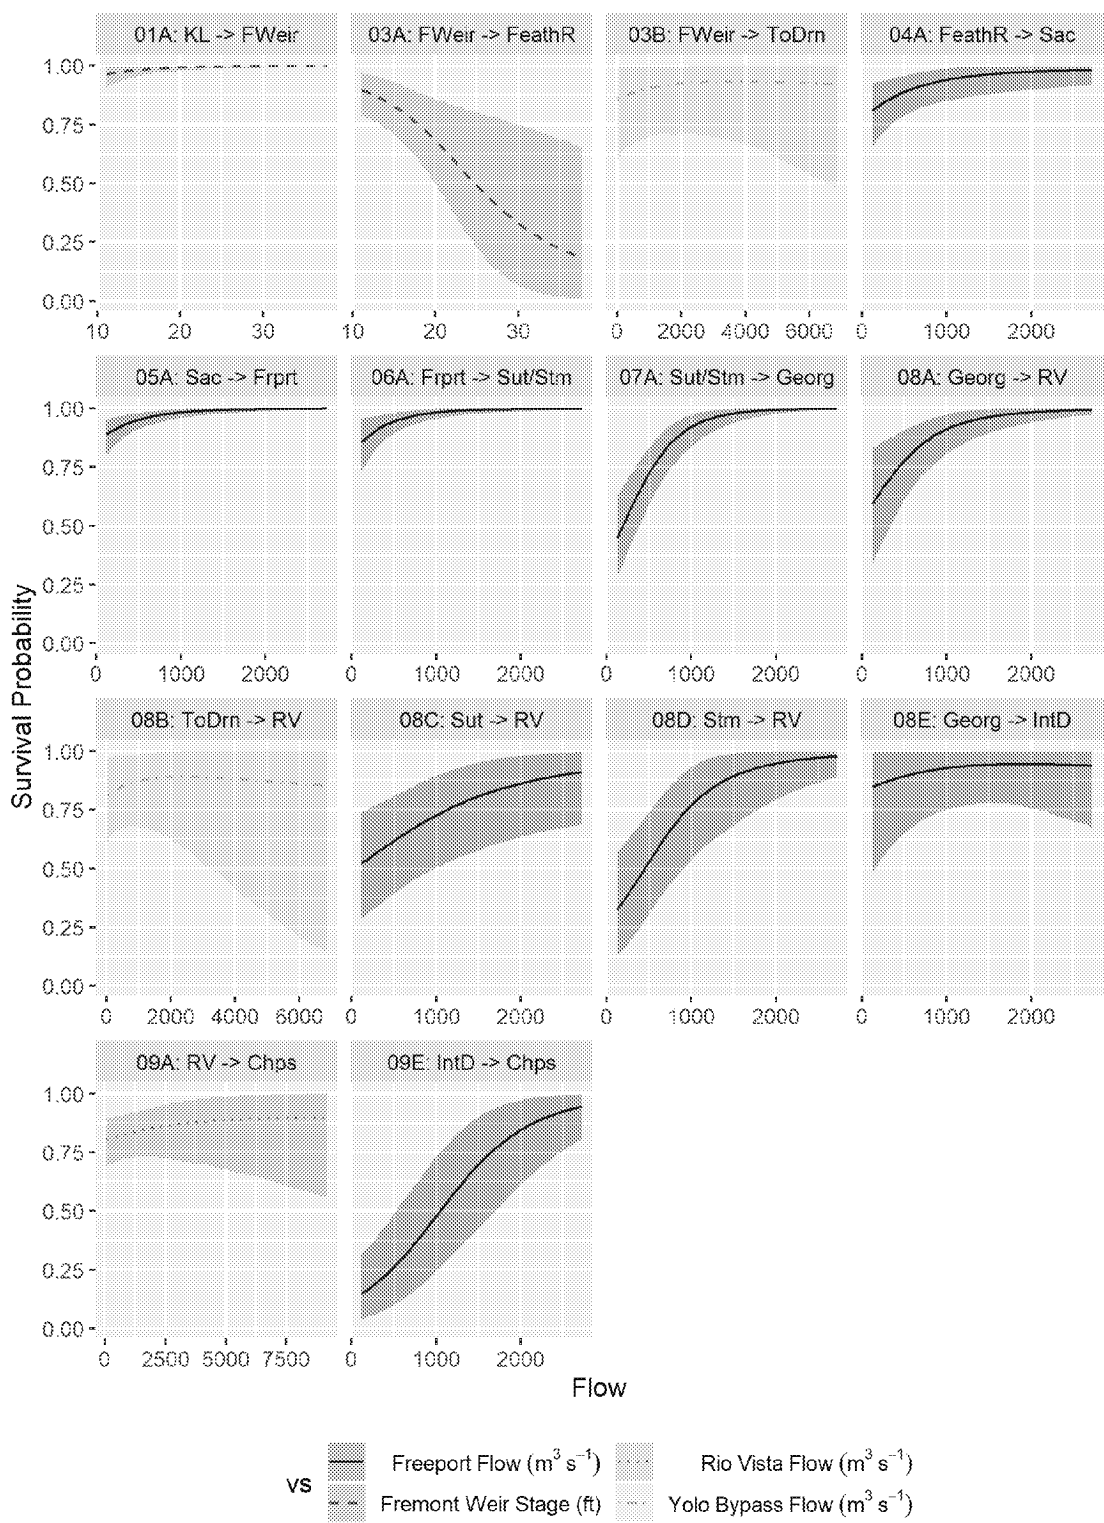 01A: KL -> FWeir
03A: FWeir -> FeathR
03B: FWeir -> ToDrn
04A: FeathR -> Sac
1.00
0.75
0.50
0.25
0.00
10 20 30
10 20 30
0 2000 4000 6000
0 1000 2000
05A: Sac -> Frprt
06A: Frprt -> Sut/Stm
07A: Sut/Stm -> Georg
08A: Georg -> RV
1.00
0.75
0.50
0.25
0.00
0 1000 2000
0 1000 2000
0 1000 2000
0 1000 2000
Survival Probability
08B: ToDrn -> RV
08C: Sut -> RV
08D: Stm -> RV
08E: Georg -> IntD
1.00
0.75
0.50
0.25
0.00
0 2000 4000 6000
0 1000 2000
0 1000 2000
0 1000 2000
09A: RV -> Chps
09E: IntD -> Chps
1.00
0.75
0.50
0.25
0.00
0 2500 5000 7500
0 1000 2000
Flow
vs
Freeport Flow (m³ s⁻¹)
Rio Vista Flow (m³ s⁻¹)
Fremont Weir Stage (ft)
Yolo Bypass Flow (m³ s⁻¹)